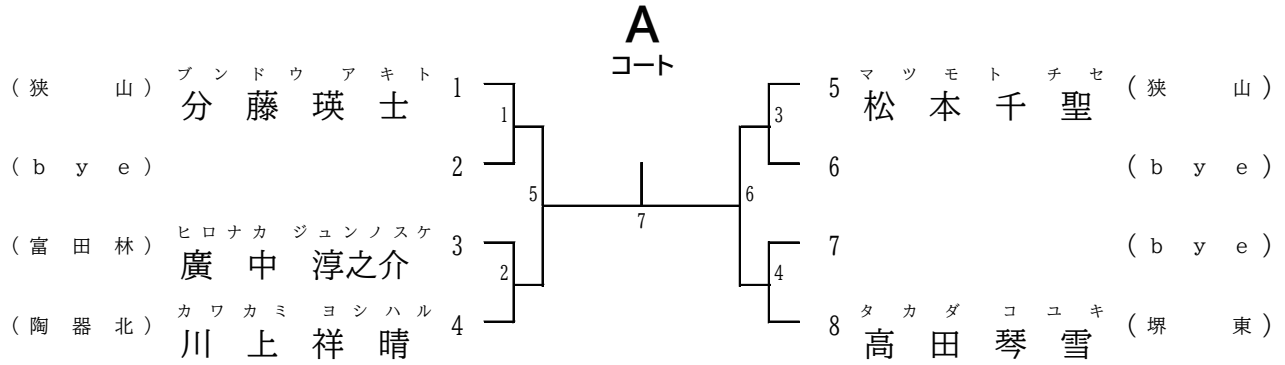 A
コート
ブンドウ アキト
(狭山) 分藤瑛士 1
(bye) 2
ヒロナカ ジュンノスケ
(富田林) 廣中淳之介 3
カワカミ ヨシハル
(陶器北) 川上祥晴 4
1
2
5
7
6
3
4
マツモト チセ
5 松本千聖 (狭山)
6 (bye)
7 (bye)
タカダ コユキ
8 高田琴雪 (堺東)